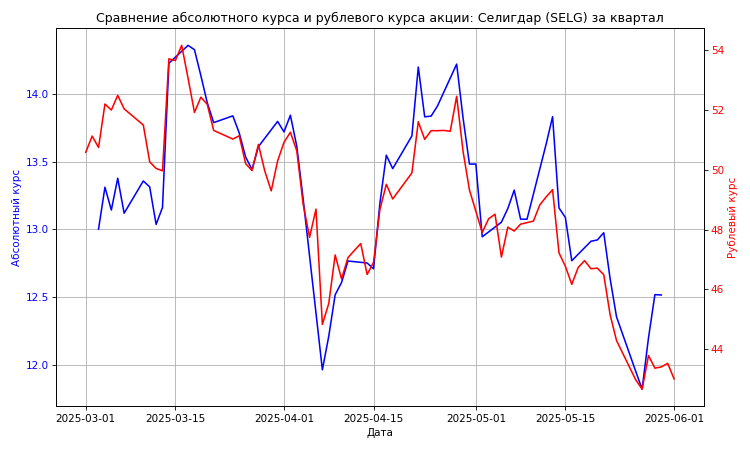 Сравнение абсолютного курса и рублевого курса акции: Селигдар (SELG) за квартал
Абсолютный курс
14.0
13.5
13.0
12.5
12.0
54
52
50
48
46
44
Рублевый курс
2025-03-01 2025-03-15 2025-04-01 2025-04-15 2025-05-01 2025-05-15 2025-06-01
Дата